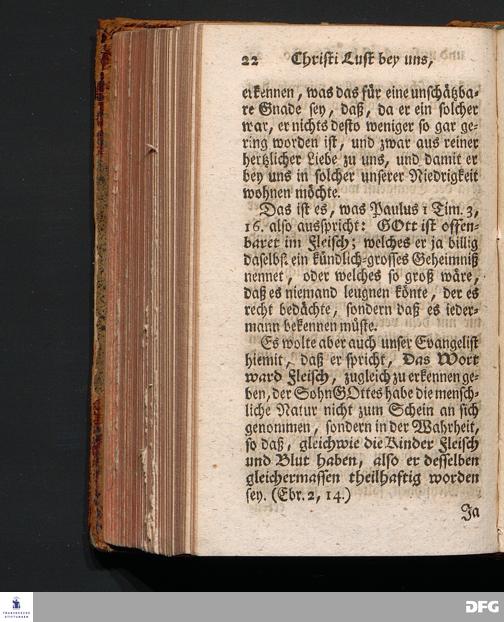 22 Christi Lust bey uns,
erkennen, was das für eine unschätzba-
re Gnade sey, daß, da er ein solcher
war, er nichts desto weniger so gar ge-
ring worden ist, und zwar aus reiner
hertzlicher Liebe zu uns, und damit er
bey uns in solcher unserer Niedrigkeit
wohnen möchte.
Das ist es, was Paulus 1 Tim. 3,
16. also ausspricht: GOtt ist offen-
baret im Fleisch; welches er ja billig
daselbst ein kündlich-grosses Geheimniß
nennet, oder welches so groß wäre,
daß es niemand leugnen könte, der es
recht bedächte, sondern daß es ieder-
mann bekennen müste.
Es wolte aber auch unser Evangelist
hiemit, daß er spricht, Das Wort
ward Fleisch, zugleich zu erkennen ge-
ben, der Sohn GOttes habe die mensch-
liche Natur nicht zum Schein an sich
genommen, sondern in der Wahrheit,
so daß, gleichwie die Kinder Fleisch
und Blut haben, also er desselben
gleichermassen theilhaftig worden
sey. (Ebr. 2, 14.)
Ja
FRANCKESCHE
STIFTUNGEN
DFG